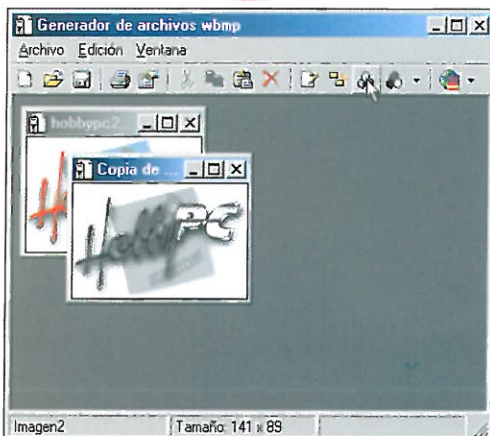 Generador de archivos wbmp
Archivo Edición Ventana
hobbypc2
Copia de ...
HobbyPC
Imagen2
Tamaño: 141 x 89